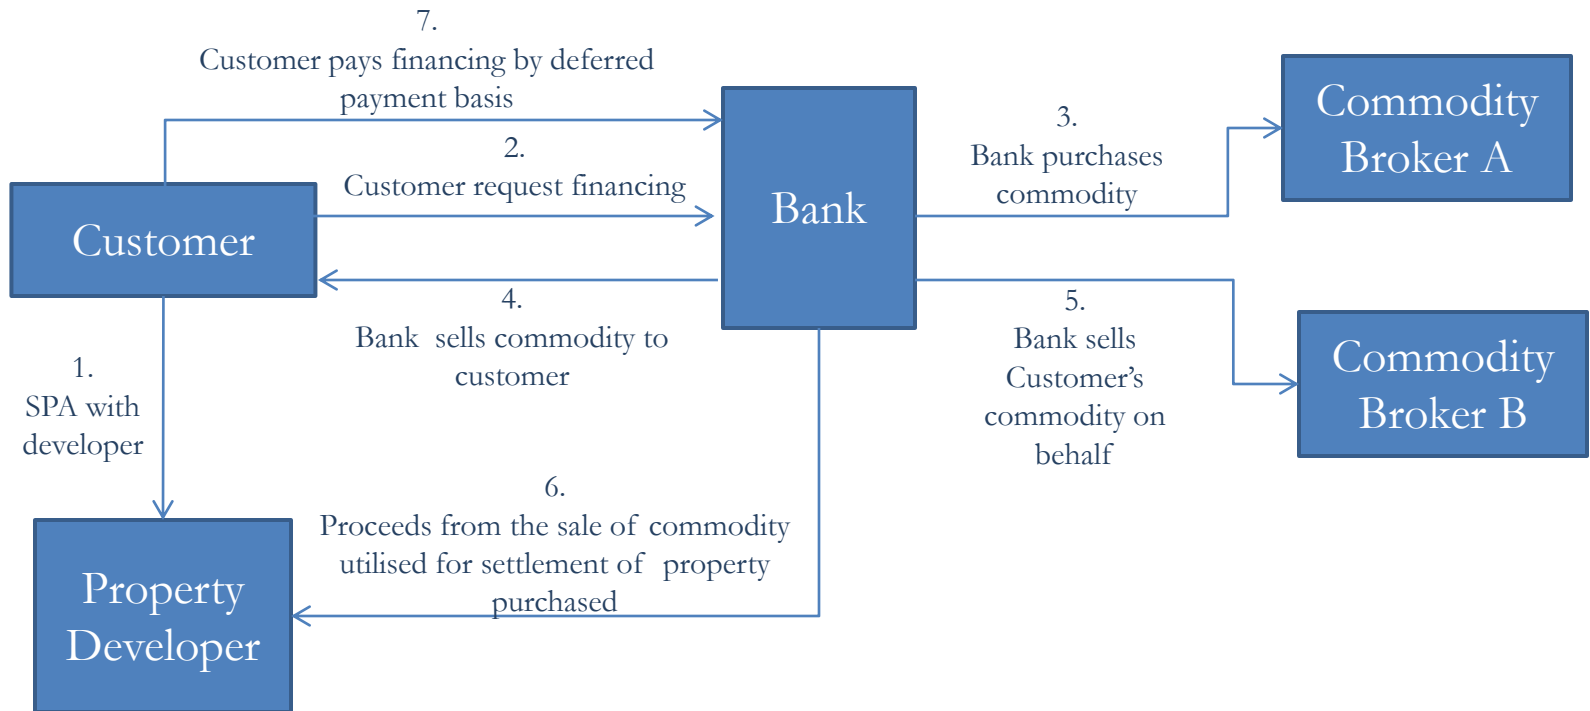 7.
Customer pays financing by deferred
payment basis
2.
Customer request financing
Customer
Bank
3.
Bank purchases
commodity
Commodity
Broker A
4.
Bank sells commodity to
customer
5.
Bank sells
Customer’s
commodity on
behalf
Commodity
Broker B
1.
SPA with
developer
6.
Proceeds from the sale of commodity
utilised for settlement of property
purchased
Property
Developer